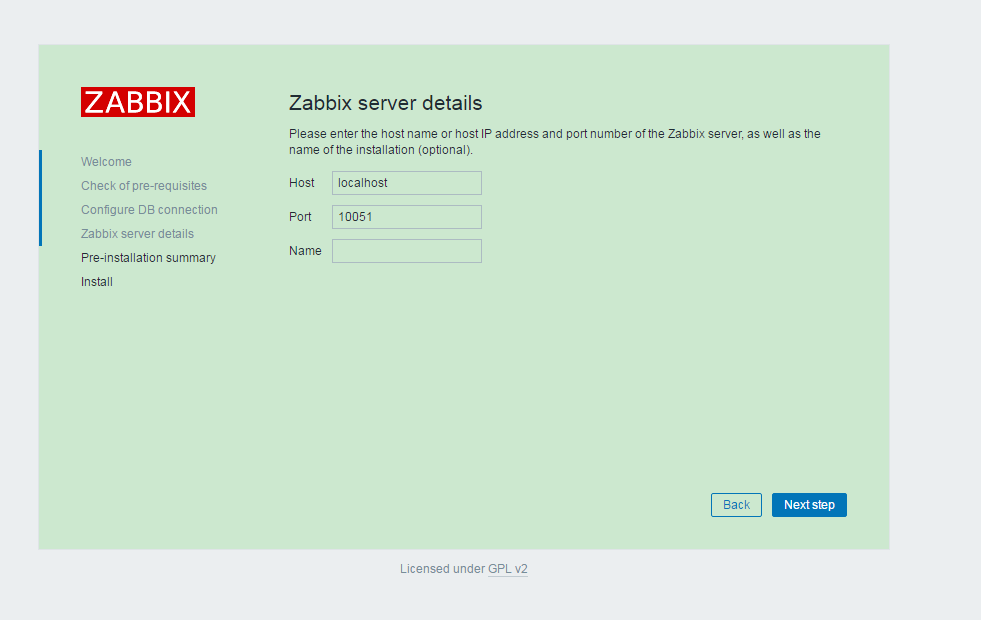 ZABBIX
Welcome
Check of pre-requisites
Configure DB connection
Zabbix server details
Pre-installation summary
Install
Zabbix server details
Please enter the host name or host IP address and port number of the Zabbix server, as well as the
name of the installation (optional).
Host localhost
Port 10051
Name
Back Next step
Licensed under GPL v2